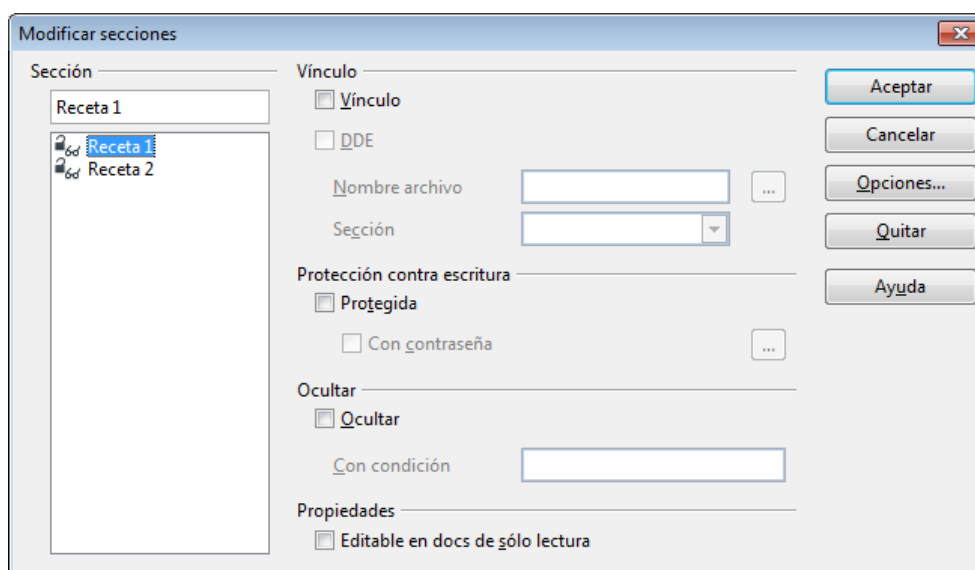 Modificar secciones
Sección
Receta 1
Receta 1
Receta 2
Vínculo
Vínculo
DDE
Nombre archivo
...
Sección
Protección contra escritura
Protegida
Con contraseña
...
Ocultar
Ocultar
Con condición
Propiedades
Editable en docs de sólo lectura
Aceptar
Cancelar
Opciones...
Quitar
Ayuda